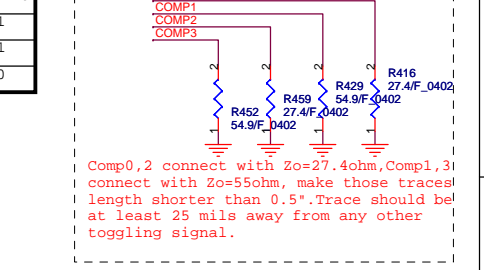 1
1
0
COMP1
COMP2
COMP3
2
2
2
2
R452
54.9/F_0402
R459
27.4/F_0402
R429
54.9/F_0402
R416
27.4/F_0402
1
1
1
1
Comp0,2 connect with Zo=27.4ohm,Comp1,3
connect with Zo=55ohm, make those traces
length shorter than 0.5".Trace should be
at least 25 mils away from any other
toggling signal.